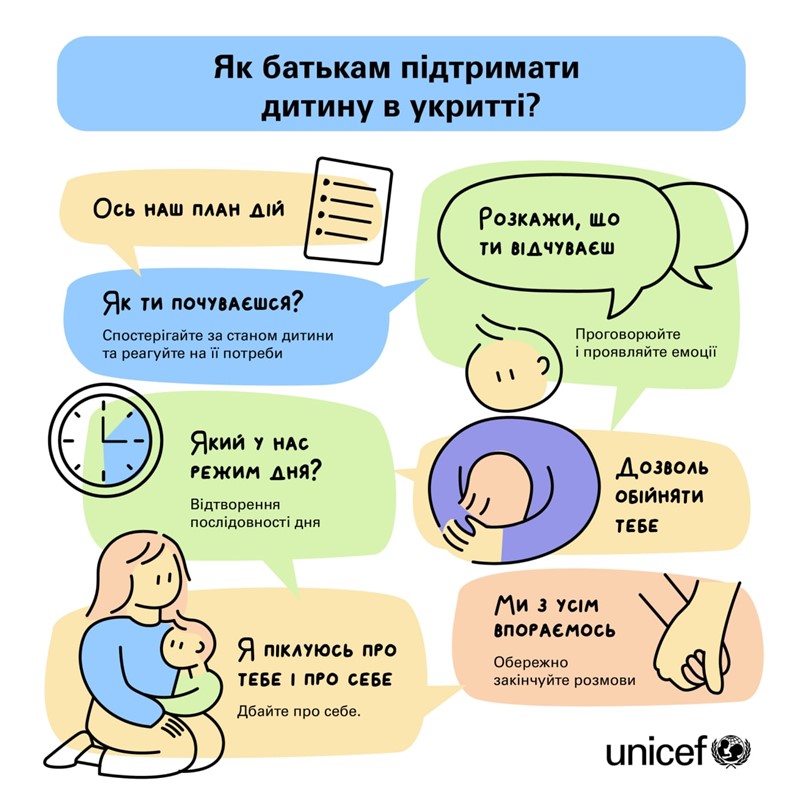 Як батькам підтримати
дитину в укритті?
Ось наш план дій
Як ти почуваєшся?
Спостерігайте за станом дитини
та реагуйте на її потреби
Розкажи, що
ти відчуваєш
Проговорюйте
і проявляйте емоції
Дозволь
обійняти
тебе
Який у нас
режим дня?
Відтворення
послідовності дня
Я піклуюсь про
тебе і про себе
Дбайте про себе.
Ми з усім
впораємось
Обережно
закінчуйте розмови
unicef